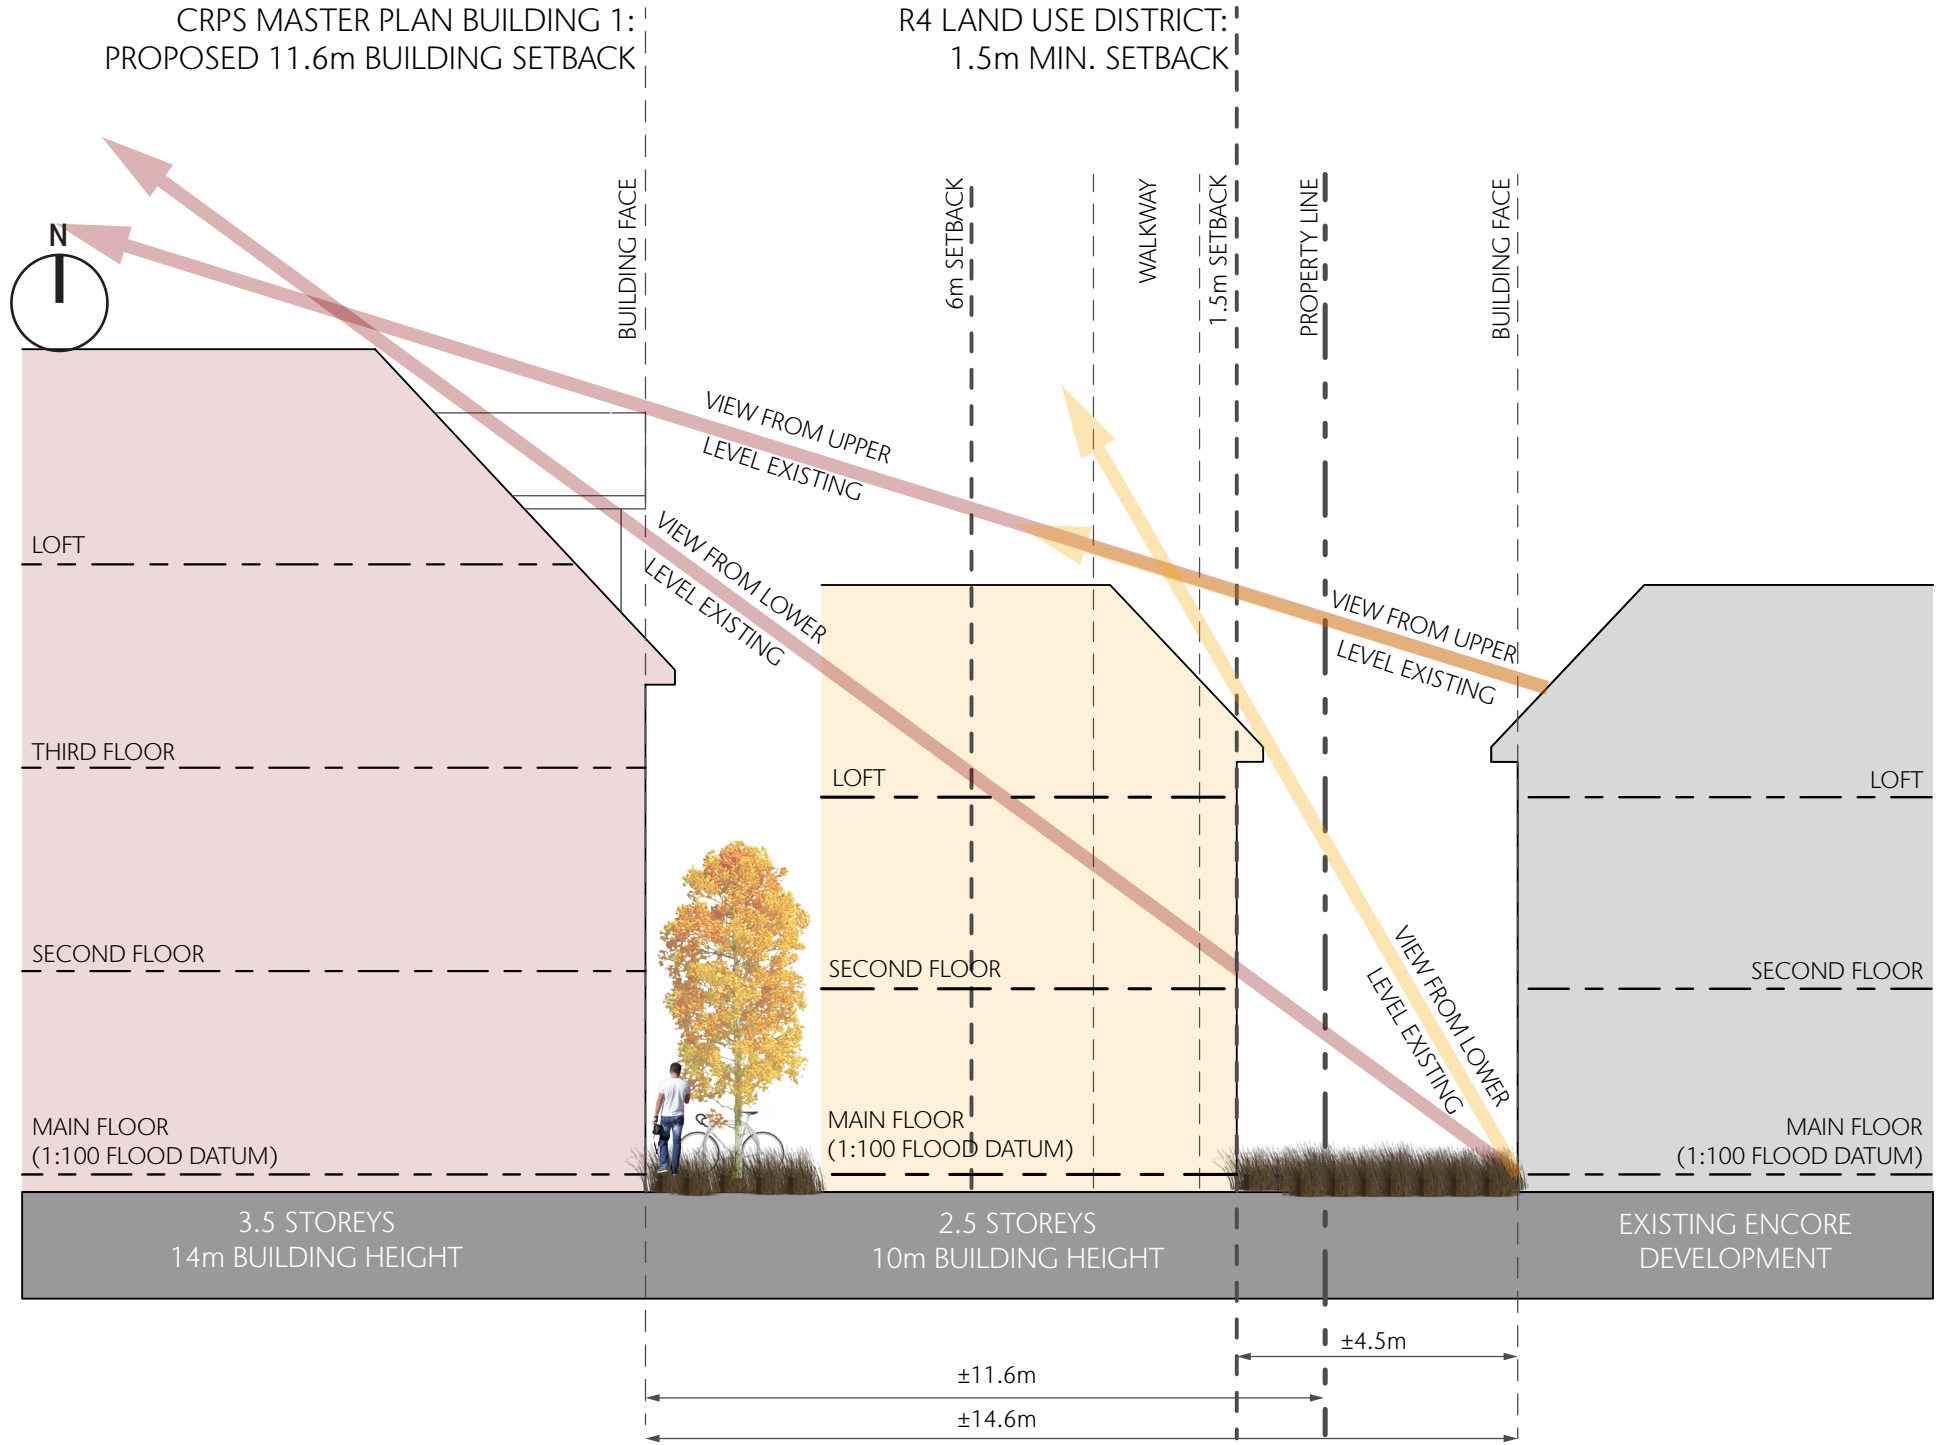 CRPS MASTER PLAN BUILDING 1:
PROPOSED 11.6m BUILDING SETBACK
R4 LAND USE DISTRICT:
1.5m MIN. SETBACK
N
BUILDING FACE
6m SETBACK
WALKWAY
1.5m SETBACK
PROPERTY LINE
BUILDING FACE
VIEW FROM UPPER
LEVEL EXISTING
VIEW FROM LOWER
LEVEL EXISTING
VIEW FROM UPPER
LEVEL EXISTING
VIEW FROM LOWER
LEVEL EXISTING
LOFT
THIRD FLOOR
SECOND FLOOR
MAIN FLOOR
(1:100 FLOOD DATUM)
LOFT
SECOND FLOOR
MAIN FLOOR
(1:100 FLOOD DATUM)
LOFT
SECOND FLOOR
MAIN FLOOR
(1:100 FLOOD DATUM)
3.5 STOREYS
14m BUILDING HEIGHT
2.5 STOREYS
10m BUILDING HEIGHT
EXISTING ENCORE
DEVELOPMENT
±4.5m
±11.6m
±14.6m